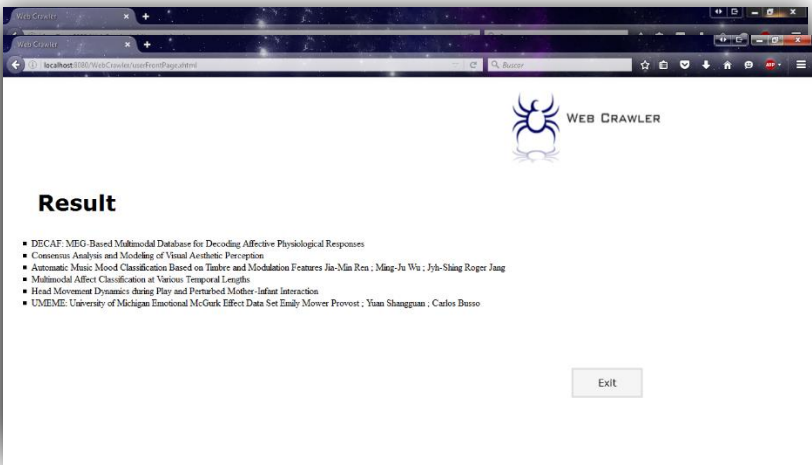 Web Crawler
Web Crawler
localhost:8080/WebCrawler/userFrontPage.xhtml
Buscar
ABP
WEB CRAWLER
Result
DECAF: MEG-Based Multimodal Database for Decoding Affective Physiological Responses
Consensus Analysis and Modeling of Visual Aesthetic Perception
Automatic Music Mood Classification Based on Timbre and Modulation Features Jia-Min Ren ; Ming-Ju Wu ; Jyh-Shing Roger Jang
Multimodal Affect Classification at Various Temporal Lengths
Head Movement Dynamics during Play and Perturbed Mother-Infant Interaction
UMEME: University of Michigan Emotional McGurk Effect Data Set Emily Mower Provost ; Yuan Shangguan ; Carlos Busso
Exit